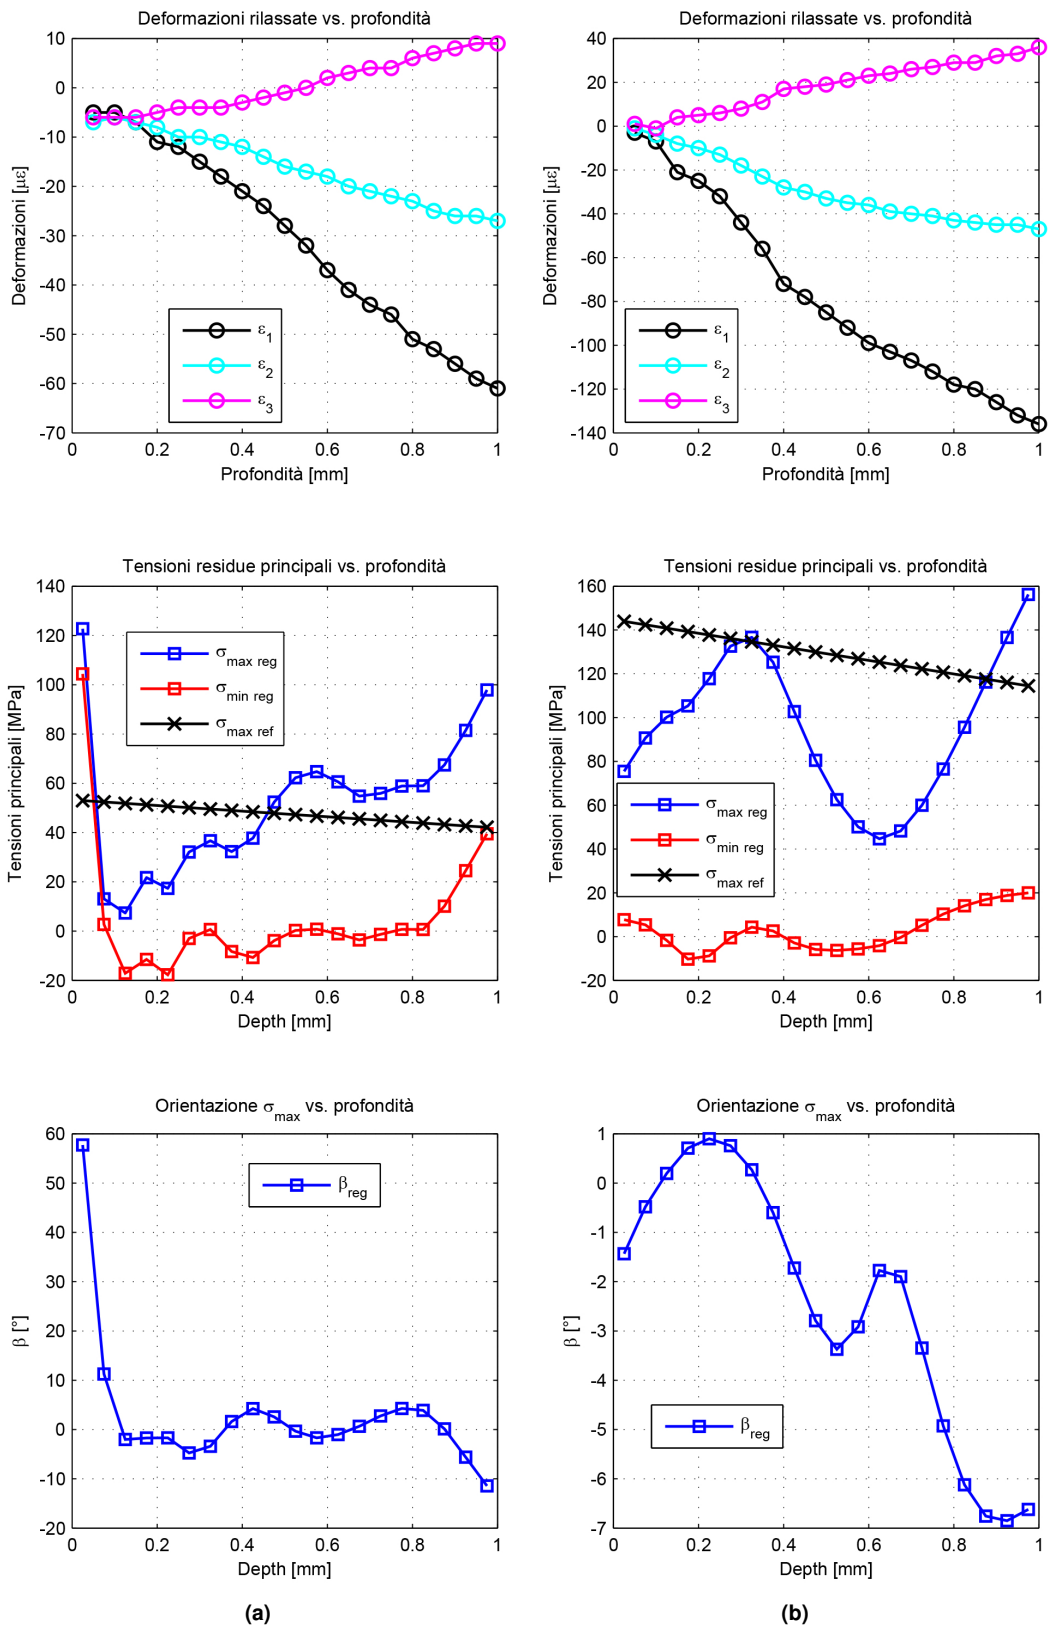 Deformazioni rilassate vs. profondità
10
0
-10
-20
-30
-40
-50
-60
-70
0 0.2 0.4 0.6 0.8 1
Deformazioni [με]
Profondità [mm]
ε1
ε2
ε3
Deformazioni rilassate vs. profondità
40
20
0
-20
-40
-60
-80
-100
-120
-140
0 0.2 0.4 0.6 0.8 1
Deformazioni [με]
Profondità [mm]
ε1
ε2
ε3
Tensioni residue principali vs. profondità
140
120
100
80
60
40
20
0
-20
0 0.2 0.4 0.6 0.8 1
Tensioni principali [MPa]
Depth [mm]
σmax reg
σmin reg
σmax ref
Tensioni residue principali vs. profondità
160
140
120
100
80
60
40
20
0
-20
0 0.2 0.4 0.6 0.8 1
Tensioni principali [MPa]
Depth [mm]
σmax reg
σmin reg
σmax ref
Orientazione σmax vs. profondità
60
50
40
30
20
10
0
-10
-20
0 0.2 0.4 0.6 0.8 1
β [°]
Depth [mm]
βreg
Orientazione σmax vs. profondità
1
0
-1
-2
-3
-4
-5
-6
-7
0 0.2 0.4 0.6 0.8 1
β [°]
Depth [mm]
βreg
(a)
(b)